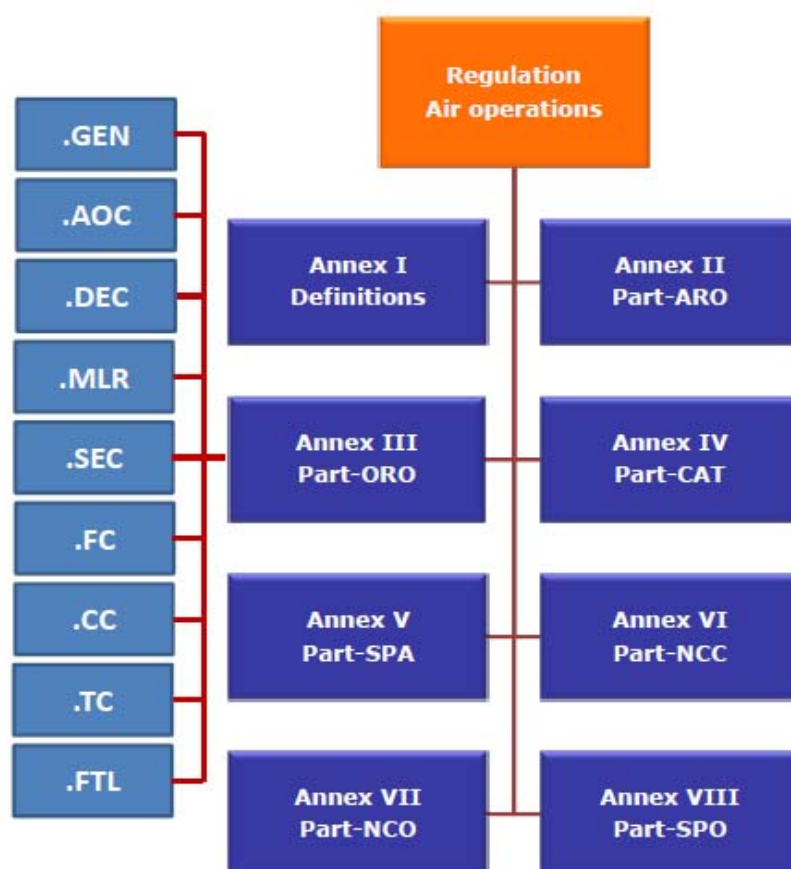 Regulation
Air operations
.GEN
.AOC
.DEC
.MLR
.SEC
.FC
.CC
.TC
.FTL
Annex I
Definitions
Annex II
Part-ARO
Annex III
Part-ORO
Annex IV
Part-CAT
Annex V
Part-SPA
Annex VI
Part-NCC
Annex VII
Part-NCO
Annex VIII
Part-SPO